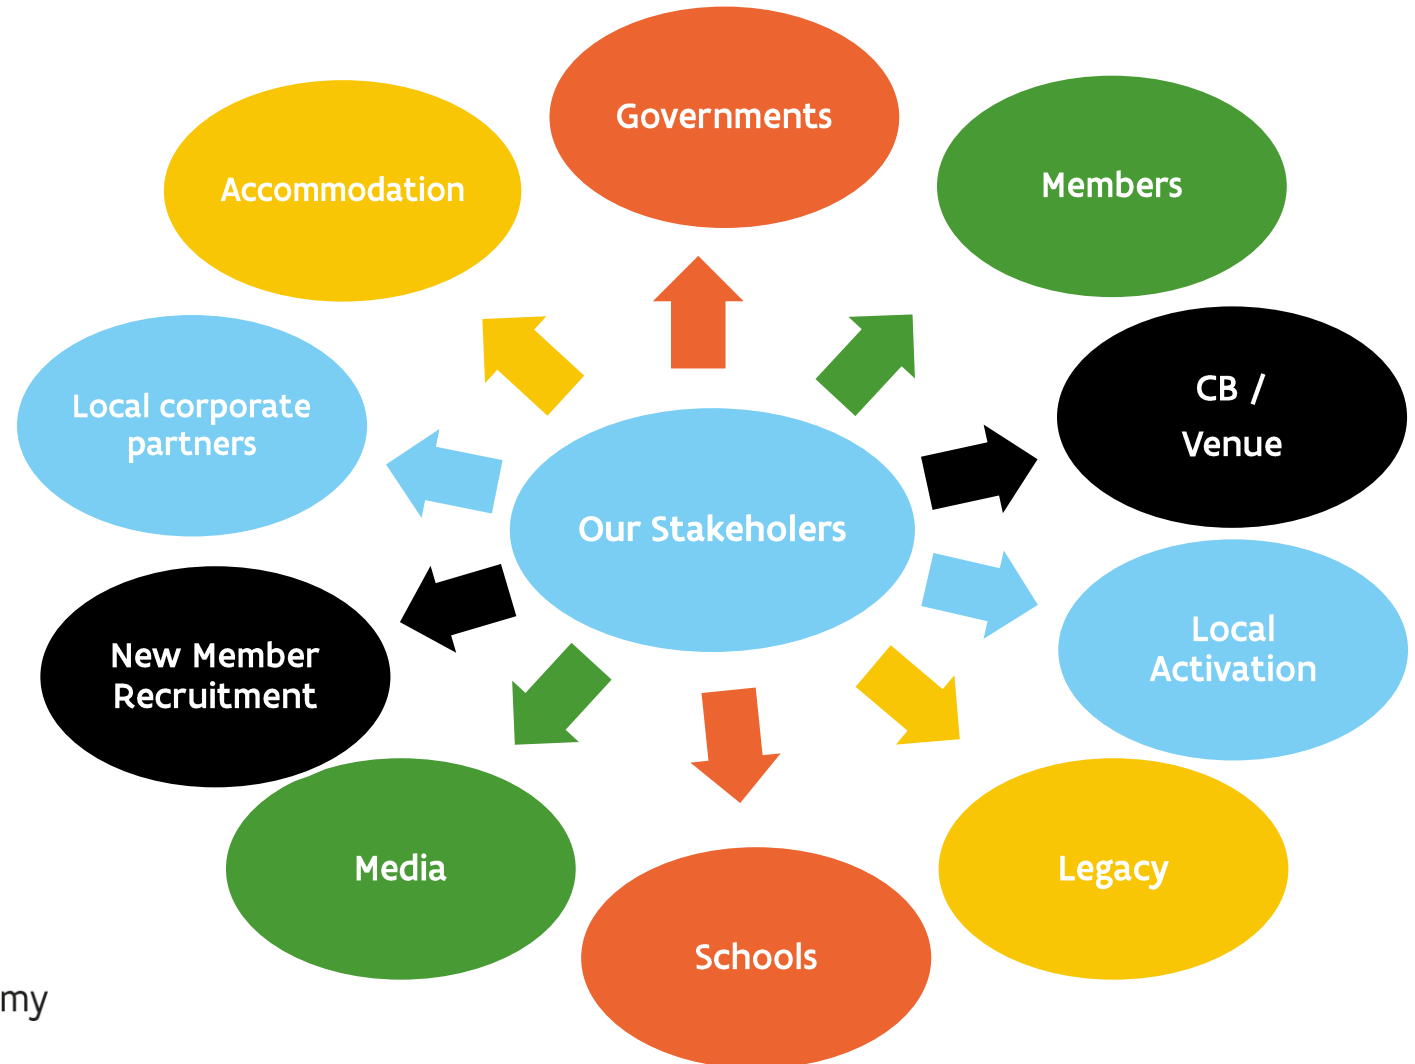 Governments
Accommodation
Members
Local corporate
partners
CB /
Venue
Our Stakeholers
New Member
Recruitment
Local
Activation
Media
Legacy
Schools
my